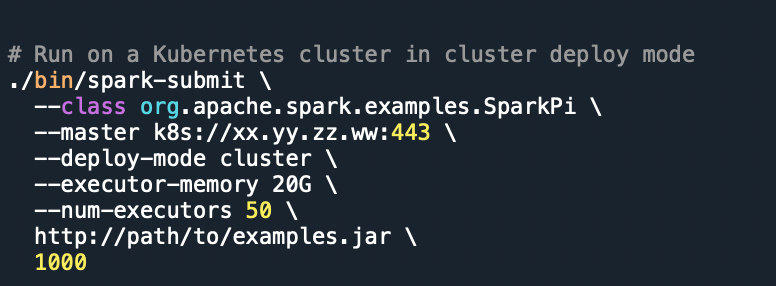 # Run on a Kubernetes cluster in cluster deploy mode
./bin/spark-submit \
  --class org.apache.spark.examples.SparkPi \
  --master k8s://xx.yy.zz.ww:443 \
  --deploy-mode cluster \
  --executor-memory 20G \
  --num-executors 50 \
  http://path/to/examples.jar \
  1000